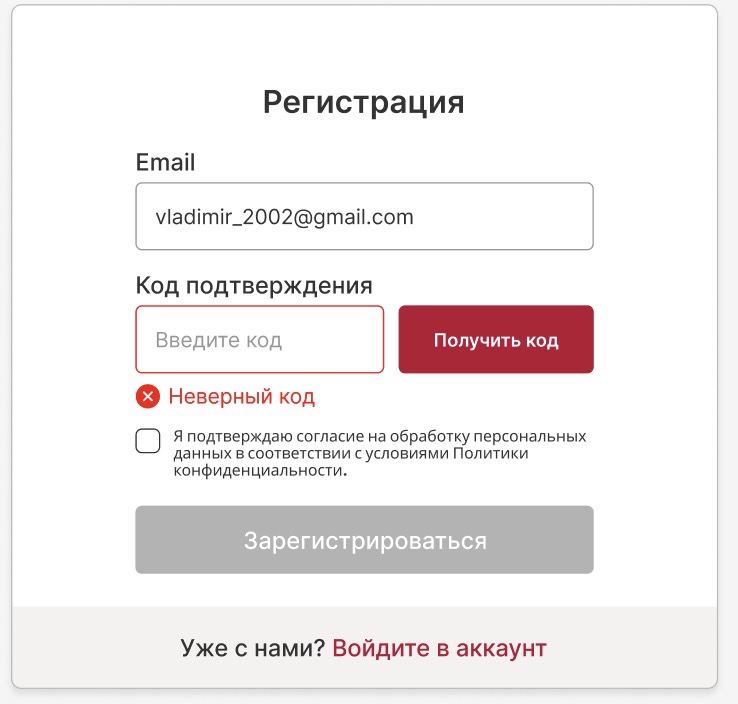 Регистрация
Email
vladimir_2002@gmail.com
Код подтверждения
Введите код
Получить код
Неверный код
Я подтверждаю согласие на обработку персональных
данных в соответствии с условиями Политики
конфиденциальности.
Зарегистрироваться
Уже с нами? Войдите в аккаунт